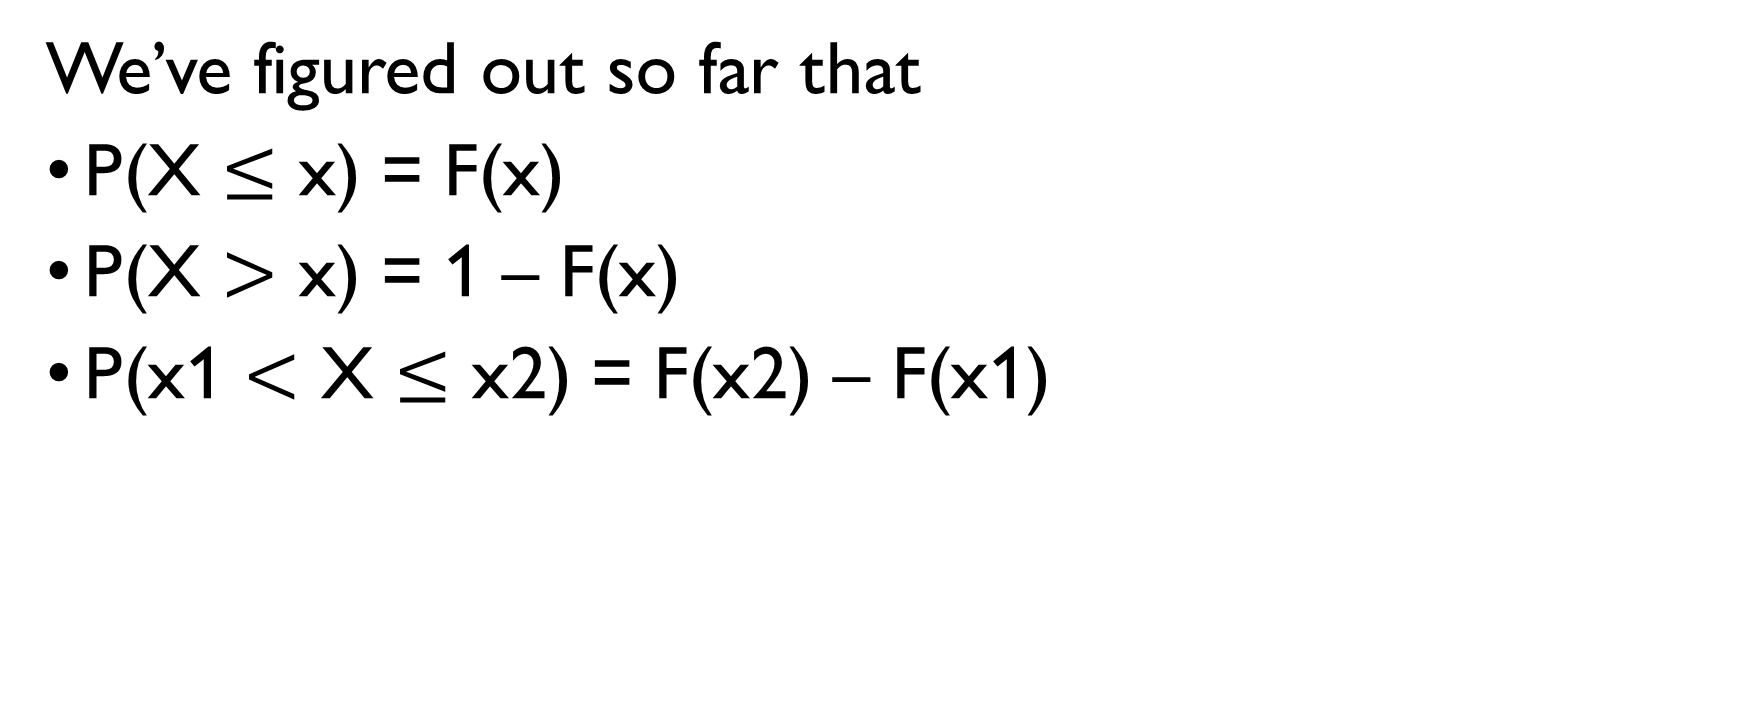 We’ve figured out so far that
• P(X ≤ x) = F(x)
• P(X > x) = 1 – F(x)
• P(x1 < X ≤ x2) = F(x2) – F(x1)